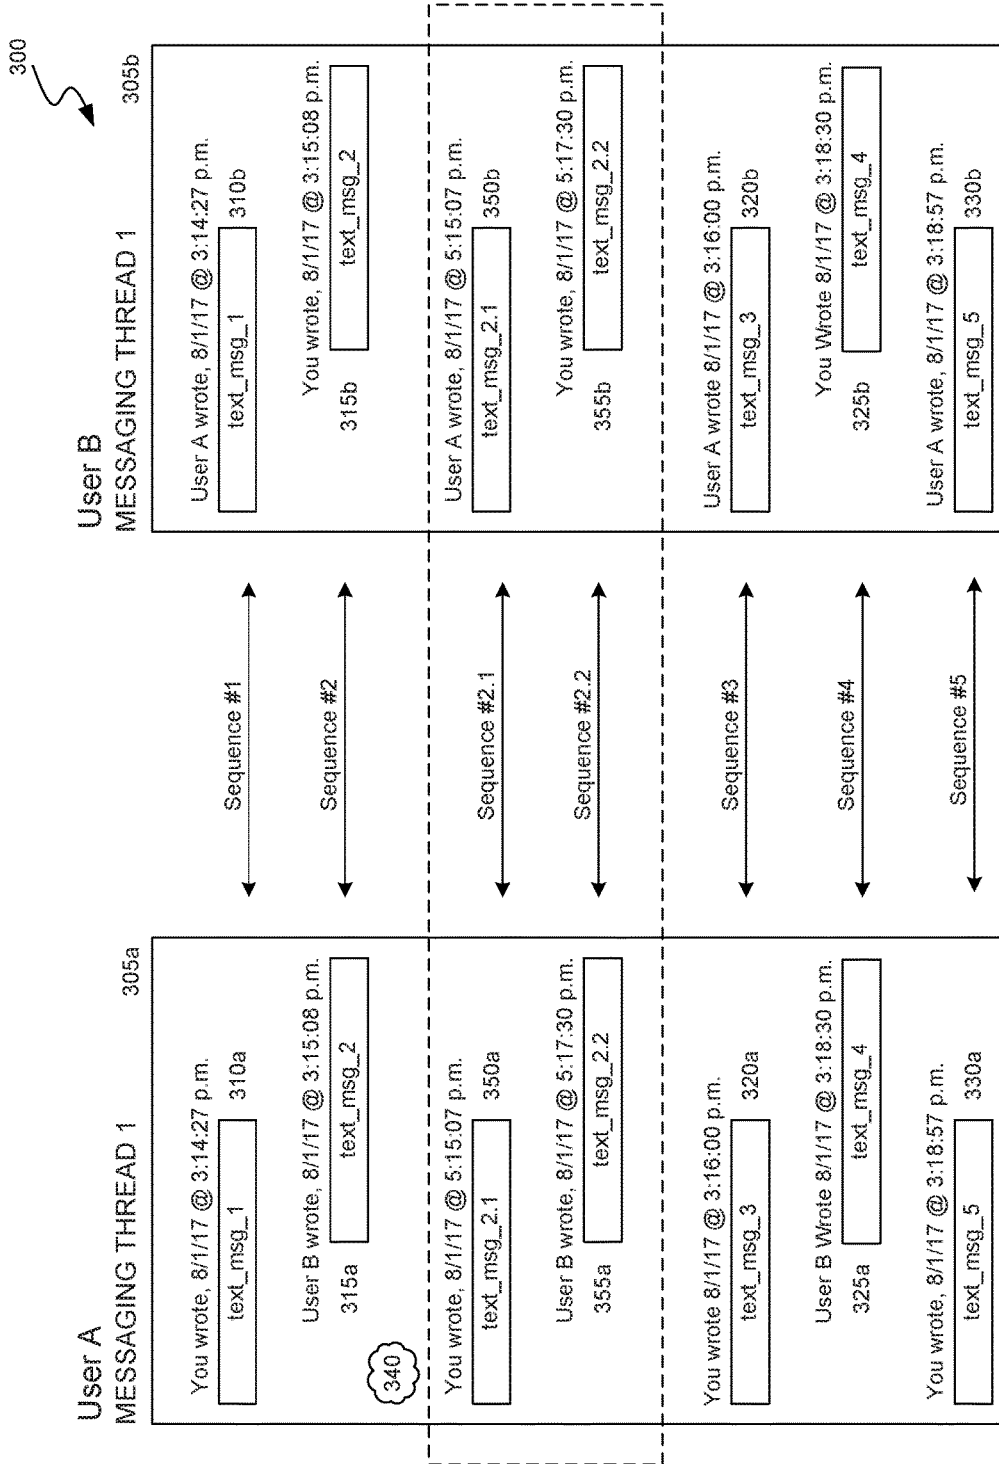 300
User A
MESSAGING THREAD 1
305a
You wrote, 8/1/17 @ 3:14:27 p.m.
text_msg_1
310a
User B wrote, 8/1/17 @ 3:15:08 p.m.
text_msg_2
315a
340
You wrote, 8/1/17 @ 5:15:07 p.m.
text_msg_2.1
350a
User B wrote, 8/1/17 @ 5:17:30 p.m.
text_msg_2.2
355a
You wrote 8/1/17 @ 3:16:00 p.m.
text_msg_3
320a
User B Wrote 8/1/17 @ 3:18:30 p.m.
text_msg_4
325a
You wrote, 8/1/17 @ 3:18:57 p.m.
text_msg_5
330a
Sequence #1
Sequence #2
Sequence #2.1
Sequence #2.2
Sequence #3
Sequence #4
Sequence #5
User B
MESSAGING THREAD 1
305b
User A wrote, 8/1/17 @ 3:14:27 p.m.
text_msg_1
310b
You wrote, 8/1/17 @ 3:15:08 p.m.
text_msg_2
315b
User A wrote, 8/1/17 @ 5:15:07 p.m.
text_msg_2.1
350b
You wrote, 8/1/17 @ 5:17:30 p.m.
text_msg_2.2
355b
User A wrote 8/1/17 @ 3:16:00 p.m.
text_msg_3
320b
You Wrote 8/1/17 @ 3:18:30 p.m.
text_msg_4
325b
User A wrote, 8/1/17 @ 3:18:57 p.m.
text_msg_5
330b